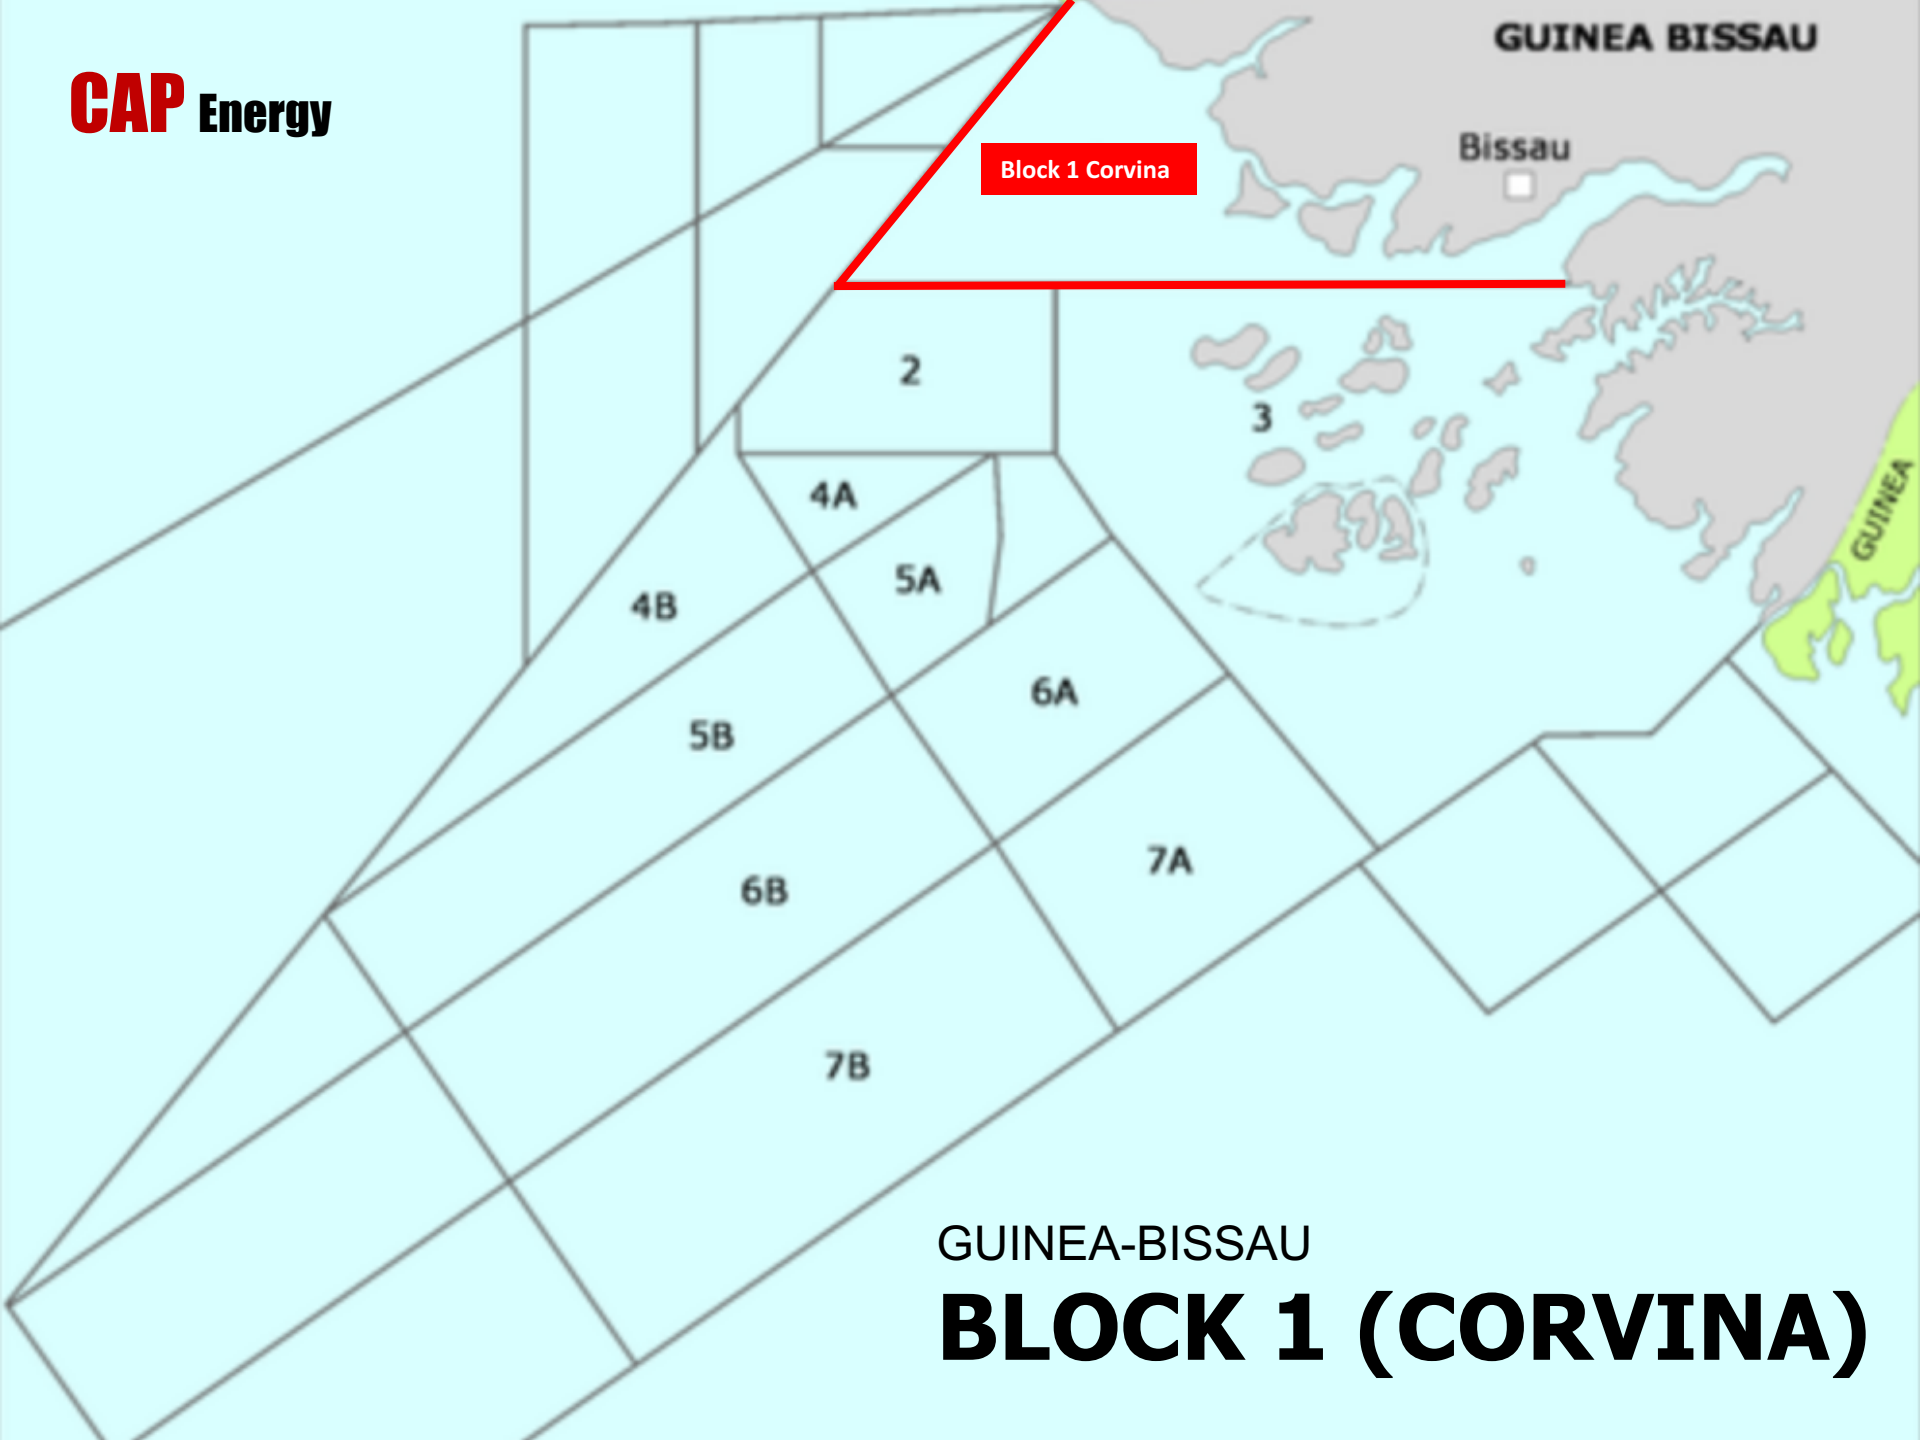 GUINEA BISSAU
CAP Energy
Bissau
Block 1 Corvina
2
3
GUINEA
4A
5A
4B
6A
5B
7A
6B
7B
GUINEA-BISSAU
BLOCK 1 (CORVINA)